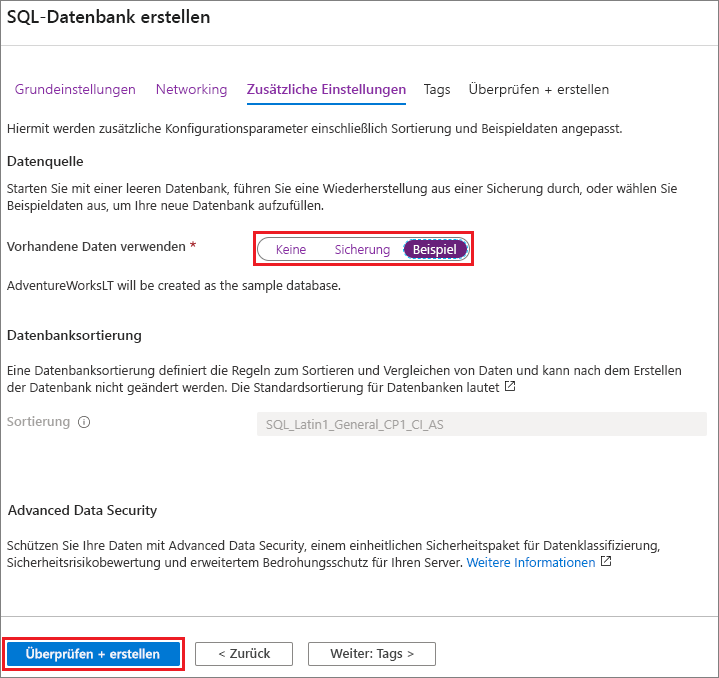 SQL-Datenbank erstellen
Grundeinstellungen Networking Zusätzliche Einstellungen Tags Überprüfen + erstellen
Hiermit werden zusätzliche Konfigurationsparameter einschließlich Sortierung und Beispieldaten angepasst.
Datenquelle
Starten Sie mit einer leeren Datenbank, führen Sie eine Wiederherstellung aus einer Sicherung durch, oder wählen Sie
Beispieldaten aus, um Ihre neue Datenbank aufzufüllen.
Vorhandene Daten verwenden * Keine Sicherung Beispiel
AdventureWorksLT will be created as the sample database.
Datenbanksortierung
Eine Datenbanksortierung definiert die Regeln zum Sortieren und Vergleichen von Daten und kann nach dem Erstellen
der Datenbank nicht geändert werden. Die Standardsortierung für Datenbanken lautet
Sortierung SQL_Latin1_General_CP1_CI_AS
Advanced Data Security
Schützen Sie Ihre Daten mit Advanced Data Security, einem einheitlichen Sicherheitspaket für Datenklassifizierung,
Sicherheitsrisikobewertung und erweitertem Bedrohungsschutz für Ihren Server. Weitere Informationen
Überprüfen + erstellen < Zurück Weiter: Tags >